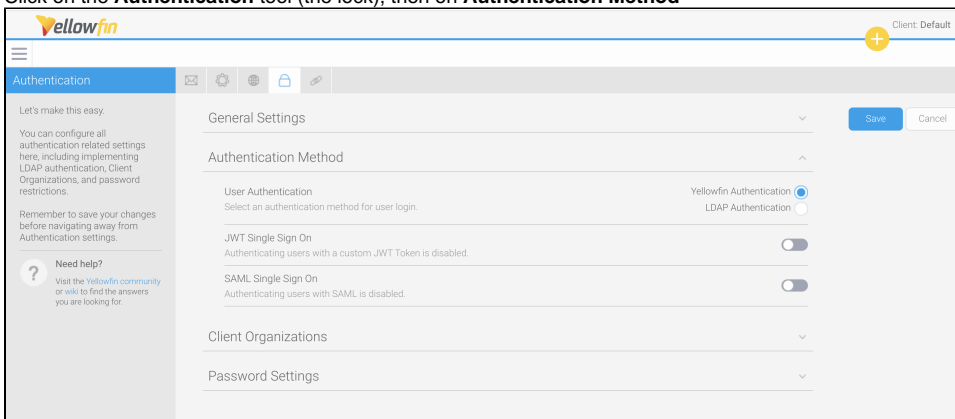 Click on the Authentication tool (the lock), then on Authentication Method
Yellowfin
Client: Default
Authentication
Let's make this easy.
You can configure all
authentication related settings
here, including implementing
LDAP authentication, Client
Organizations, and password
restrictions.
Remember to save your changes
before navigating away from
Authentication settings.
Need help?
Visit the Yellowfin community
or wiki to find the answers
you are looking for.
General Settings
Save Cancel
Authentication Method
User Authentication
Select an authentication method for user login.
Yellowfin Authentication
LDAP Authentication
JWT Single Sign On
Authenticating users with a custom JWT Token is disabled.
SAML Single Sign On
Authenticating users with SAML is disabled.
Client Organizations
Password Settings